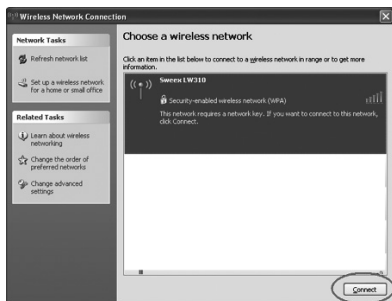 Wireless Network Connection
Network Tasks
Refresh network list
Set up a wireless network
for a home or small office
Related Tasks
Learn about wireless
networking
Change the order of
preferred networks
Change advanced
settings
Choose a wireless network
Click an item in the list below to connect to a wireless network in range or to get more
information.
Sweex LW310
Security-enabled wireless network (WPA)
This network requires a network key. If you want to connect to this network,
click Connect.
Connect